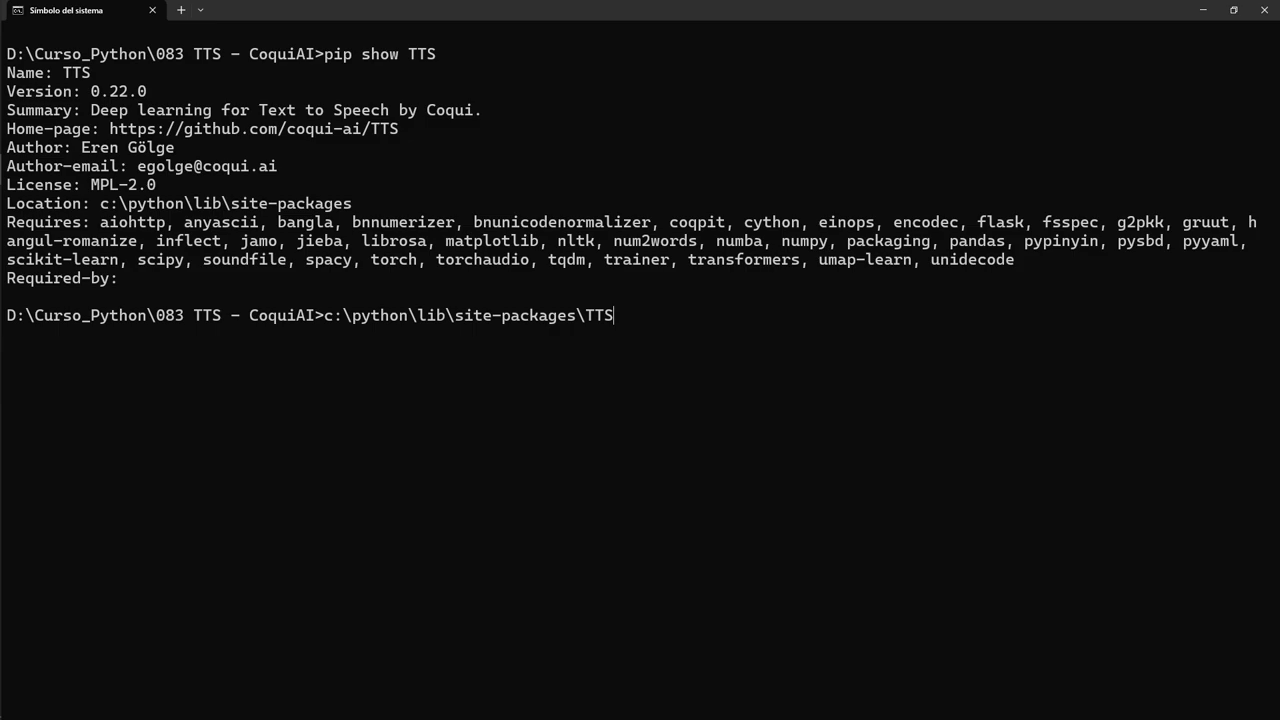 Símbolo del sistema
D:\Curso_Python\083 TTS - CoquiAI>pip show TTS
Name: TTS
Version: 0.22.0
Summary: Deep learning for Text to Speech by Coqui.
Home-page: https://github.com/coqui-ai/TTS
Author: Eren Gölge
Author-email: egolge@coqui.ai
License: MPL-2.0
Location: c:\python\lib\site-packages
Requires: aiohttp, anyascii, bangla, bnnumerizer, bnunicodenormalizer, coqpit, cython, einops, encodec, flask, fsspec, g2pkk, gruut, h
angul-romanize, inflect, jamo, jieba, librosa, matplotlib, nltk, num2words, numba, numpy, packaging, pandas, pypinyin, pysbd, pyyaml,
scikit-learn, scipy, soundfile, spacy, torch, torchaudio, tqdm, trainer, transformers, umap-learn, unidecode
Required-by:
D:\Curso_Python\083 TTS - CoquiAI>c:\python\lib\site-packages\TTS